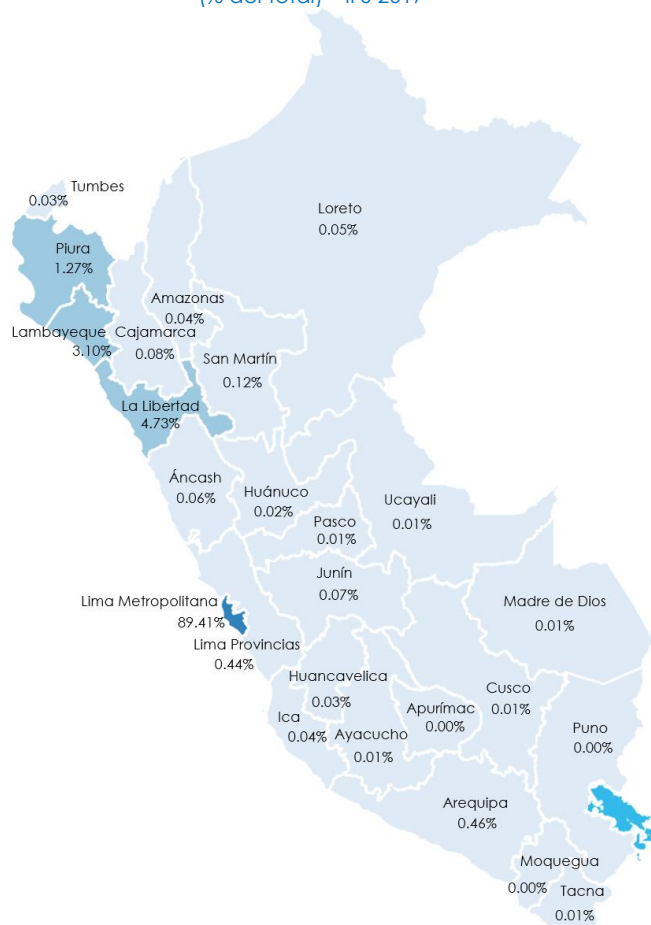 Tumbes
0.03%
Loreto
0.05%
Piura
1.27%
Amazonas
0.04%
Lambayeque
3.10%
Cajamarca
0.08%
San Martín
0.12%
La Libertad
4.73%
Áncash
0.06%
Huánuco
0.02%
Ucayali
0.01%
Pasco
0.01%
Junín
0.07%
Lima Metropolitana
89.41%
Madre de Dios
0.01%
Lima Provincias
0.44%
Huancavelica
0.03%
Cusco
0.01%
Apurímac
0.00%
Ica
0.04%
Ayacucho
0.01%
Puno
0.00%
Arequipa
0.46%
Moquegua
0.00%
Tacna
0.01%